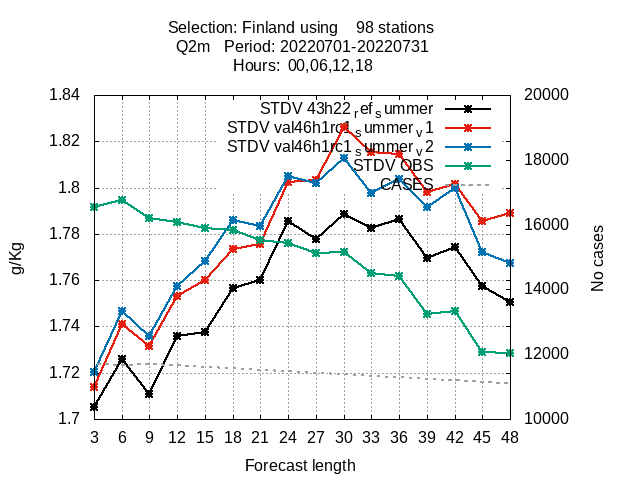 Selection: Finland using    98 stations
Q2m   Period: 20220701-20220731
Hours:  00,06,12,18
STDV 43h22_ref_summer
STDV val46h1rc1_summer_v1
STDV val46h1rc1_summer_v2
STDV OBS
CASES
1.84
1.82
1.8
1.78
1.76
1.74
1.72
1.7
g/Kg
20000
18000
16000
14000
12000
10000
No cases
3 6 9 12 15 18 21 24 27 30 33 36 39 42 45 48
Forecast length